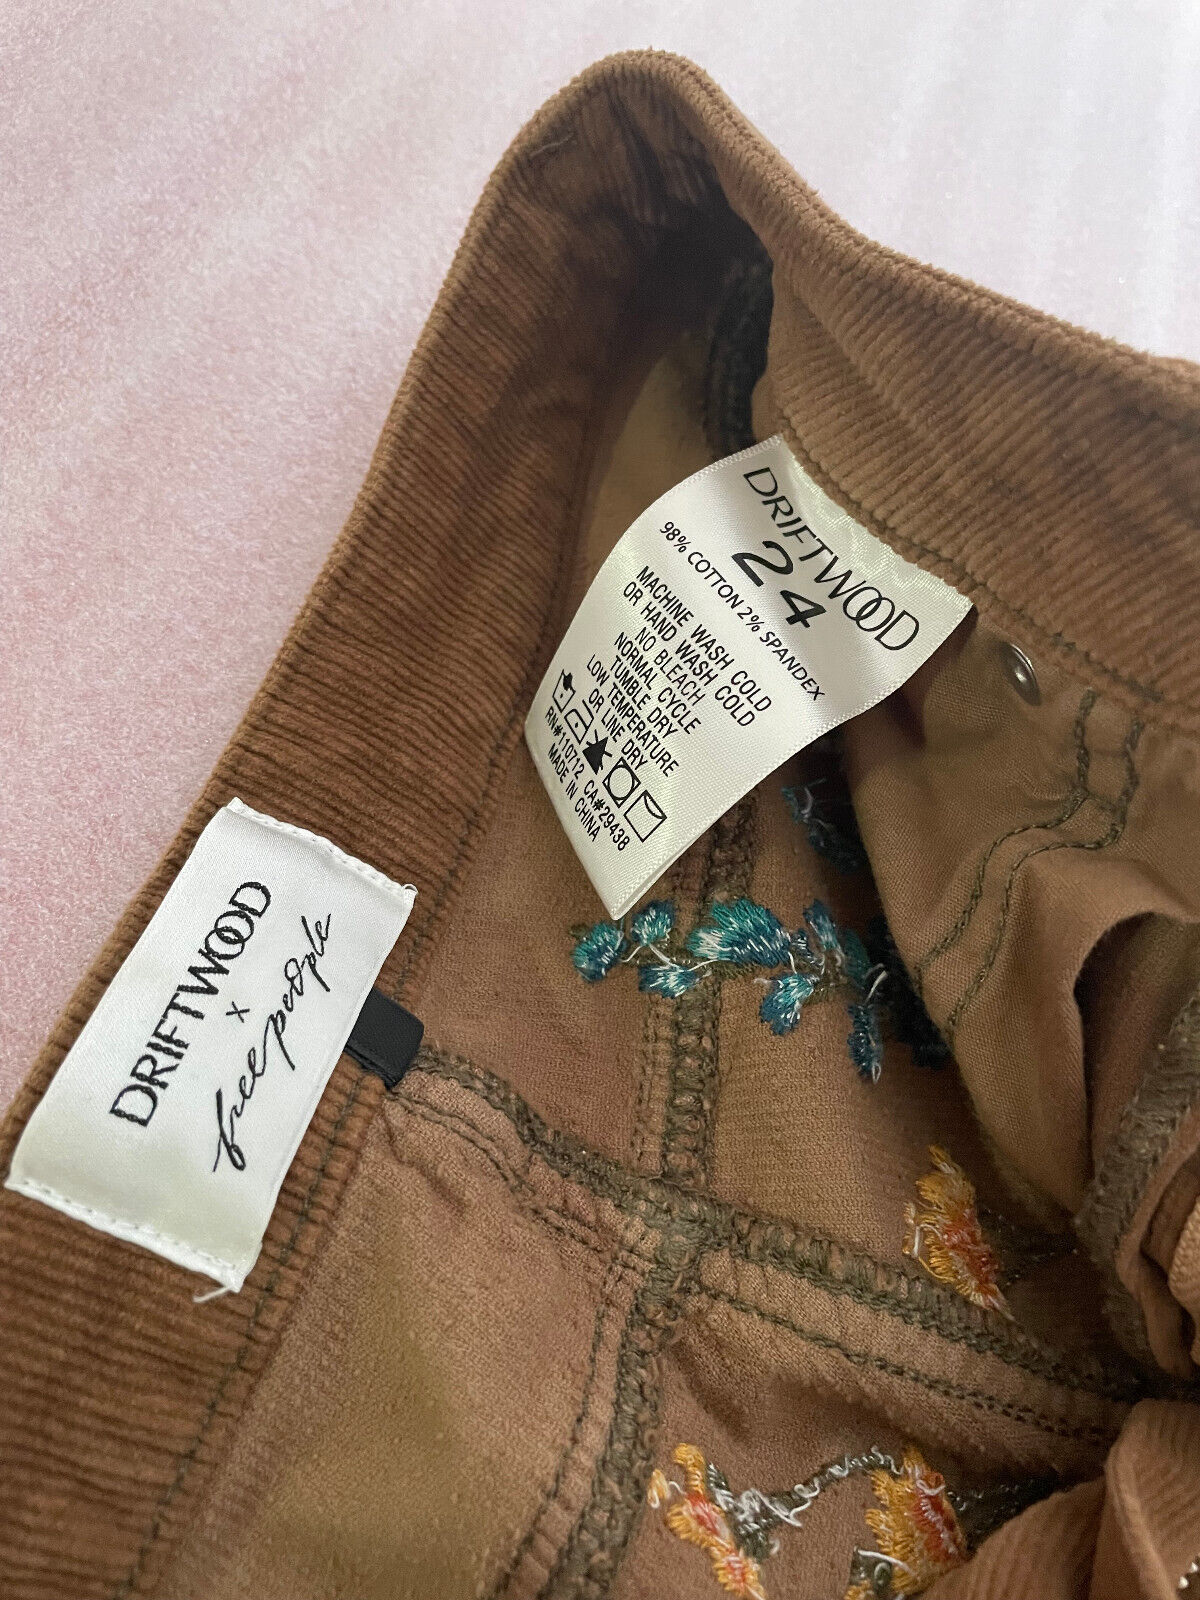 DRIFTWOOD
24
98% COTTON 2% SPANDEX
MACHINE WASH COLD
OR HAND WASH COLD
NO BLEACH
NORMAL CYCLE
TUMBLE DRY
LOW TEMPERATURE
OR LINE DRY
RN#110712 CA#29438
MADE IN CHINA
DRIFTWOOD
x
free people